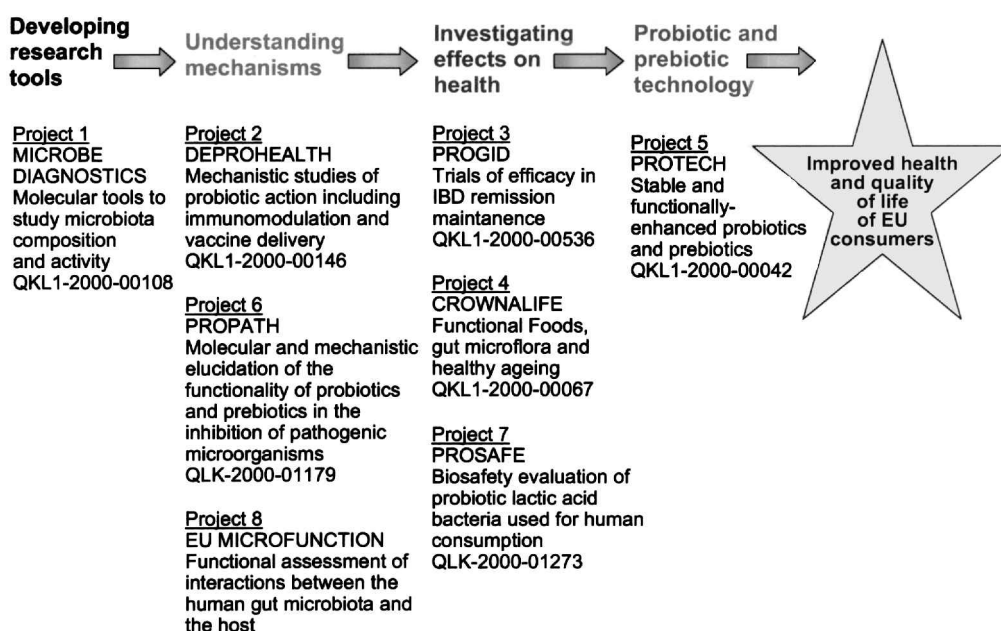 Developing
research
tools
Understanding
mechanisms
Investigating
effects on
health
Probiotic and
prebiotic
technology
Project 1
MICROBE
DIAGNOSTICS
Molecular tools to
study microbiota
composition
and activity
QKL1-2000-00108
Project 2
DEPROHEALTH
Mechanistic studies of
probiotic action including
immunomodulation and
vaccine delivery
QKL1-2000-00146
Project 6
PROPATH
Molecular and mechanistic
elucidation of the
functionality of probiotics
and prebiotics in the
inhibition of pathogenic
microorganisms
QLK-2000-01179
Project 8
EU MICROFUNCTION
Functional assessment of
interactions between the
human gut microbiota and
the host
Project 3
PROGID
Trials of efficacy in
IBD remission
maintanence
QKL1-2000-00536
Project 4
CROWNALIFE
Functional Foods,
gut microflora and
healthy ageing
QKL1-2000-00067
Project 7
PROSAFE
Biosafety evaluation of
probiotic lactic acid
bacteria used for human
consumption
QLK-2000-01273
Project 5
PROTECH
Stable and
functionally-
enhanced probiotics
and prebiotics
QKL1-2000-00042
Improved health
and quality
of life
of EU
consumers